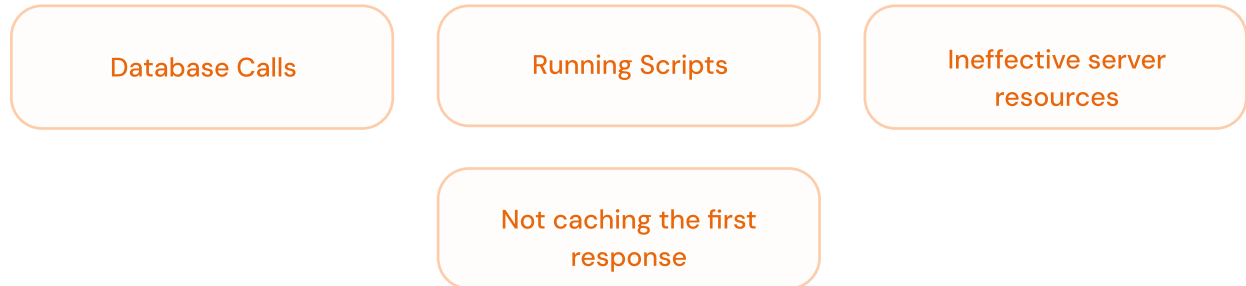 Database Calls
Running Scripts
Ineffective server
resources
Not caching the first
response